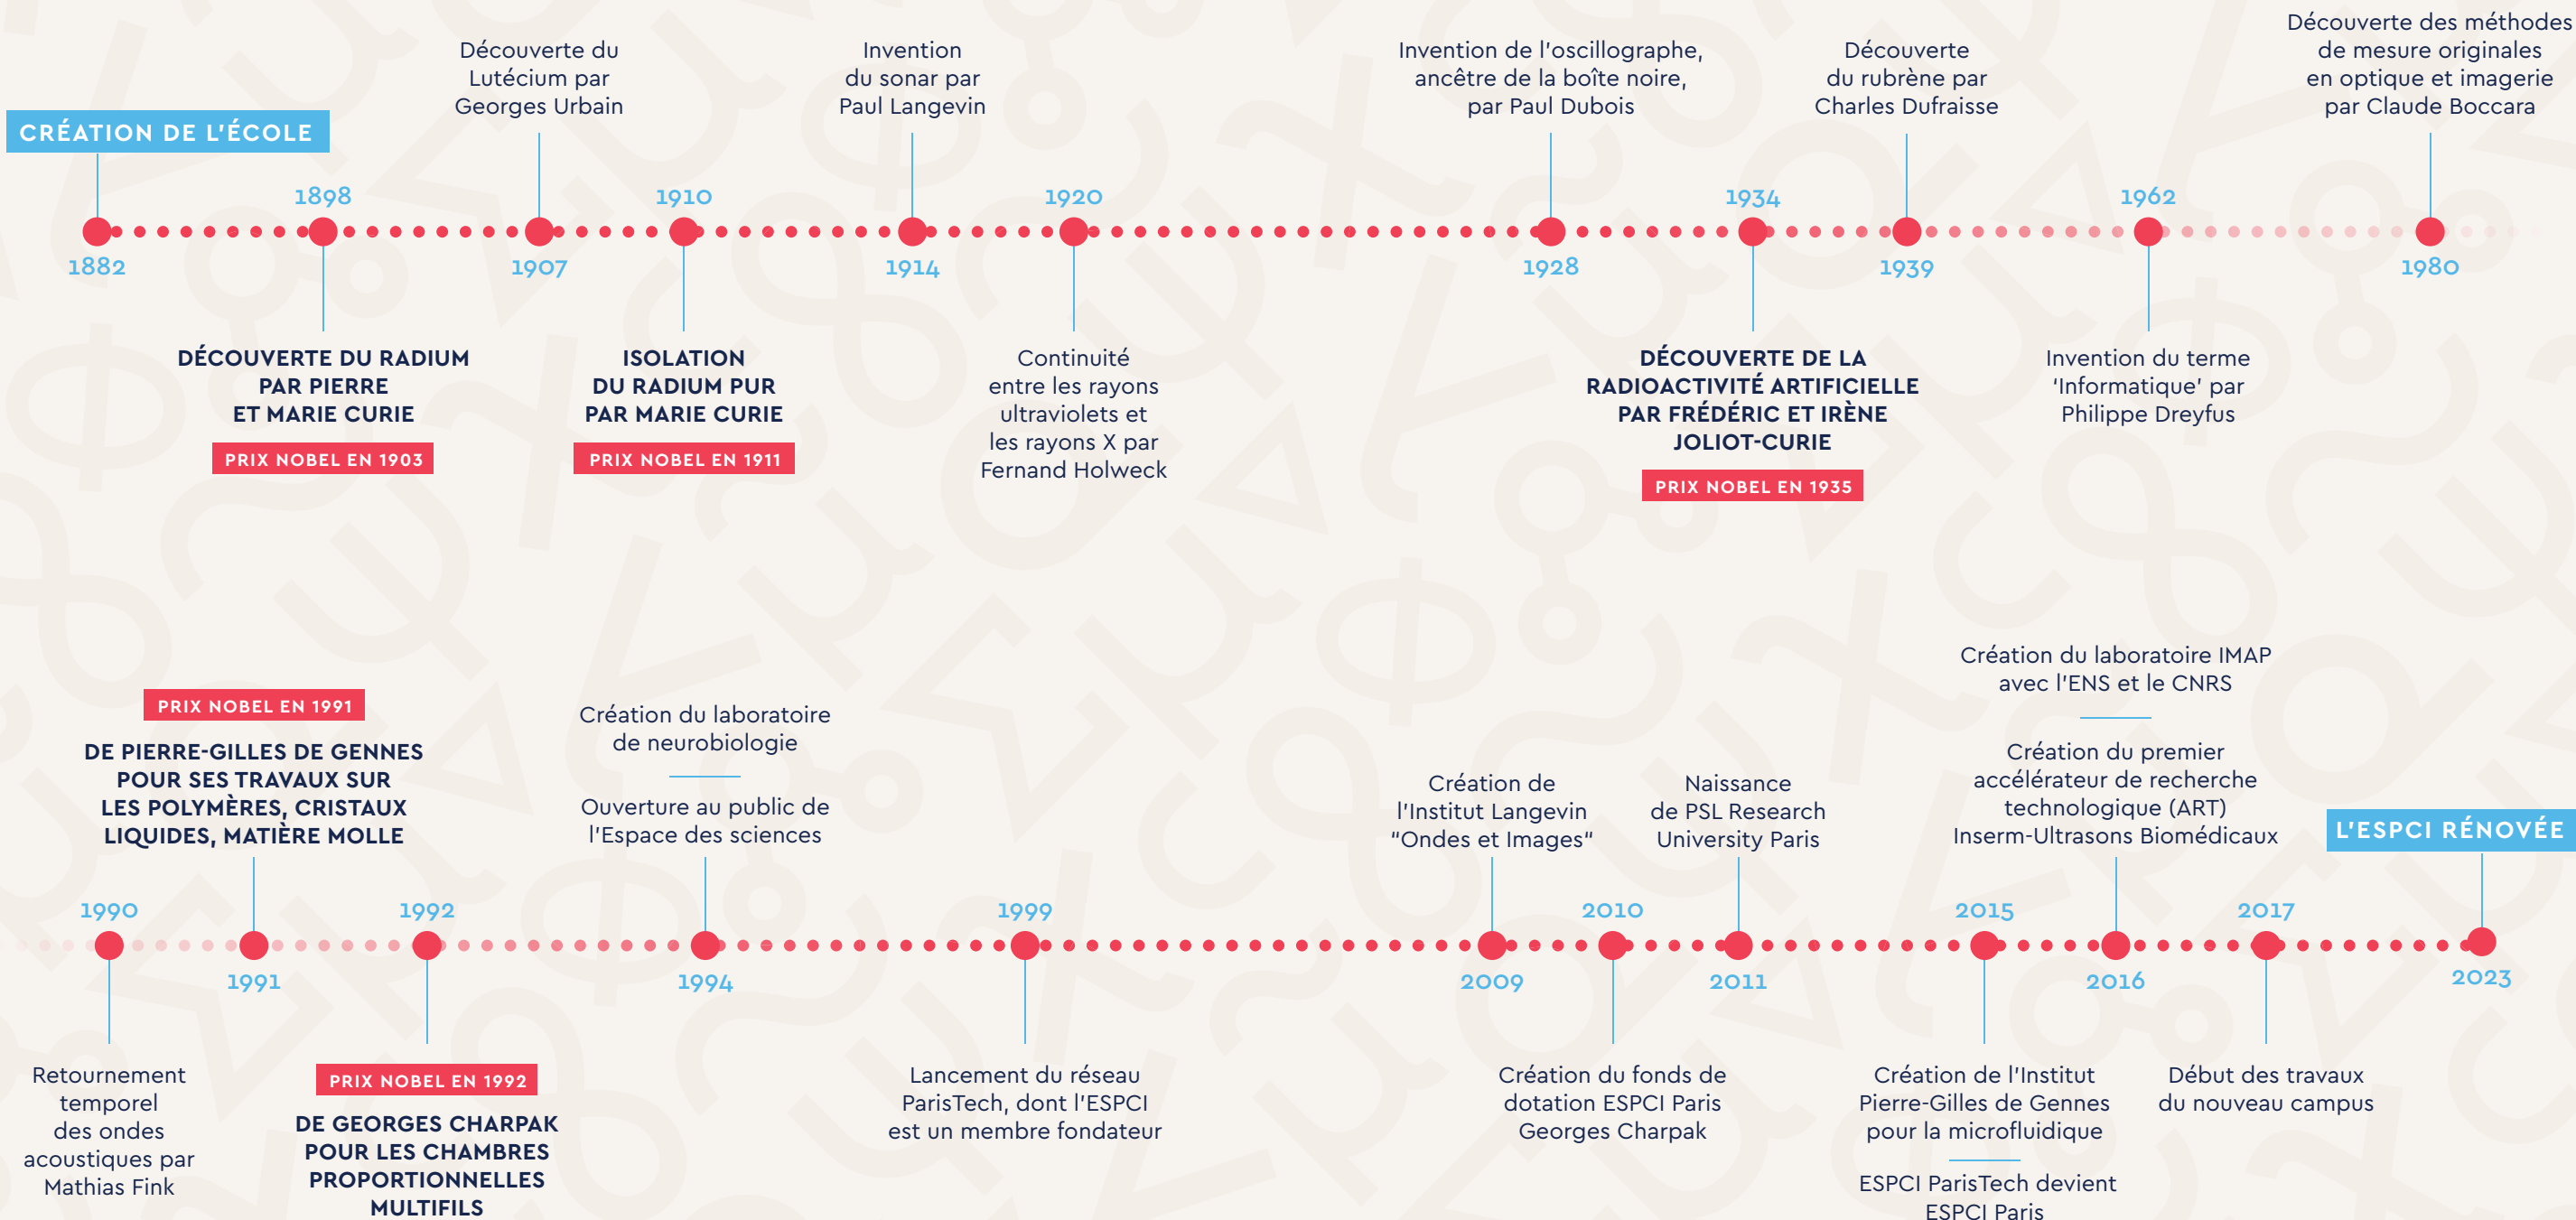 CRÉATION DE L'ÉCOLE
1882
1898
DÉCOUVERTE DU RADIUM
PAR PIERRE
ET MARIE CURIE
PRIX NOBEL EN 1903
Découverte du
Lutécium par
Georges Urbain
1907
1910
ISOLATION
DU RADIUM PUR
PAR MARIE CURIE
PRIX NOBEL EN 1911
Invention
du sonar par
Paul Langevin
1914
1920
Continuité
entre les rayons
ultraviolets et
les rayons X par
Fernand Holweck
Invention de l'oscillographe,
ancêtre de la boîte noire,
par Paul Dubois
1928
1934
DÉCOUVERTE DE LA
RADIOACTIVITÉ ARTIFICIELLE
PAR FRÉDÉRIC ET IRÈNE
JOLIOT-CURIE
PRIX NOBEL EN 1935
Découverte
du rubrène par
Charles Dufraisse
1939
1962
Invention du terme
‘Informatique’ par
Philippe Dreyfus
Découverte des méthodes
de mesure originales
en optique et imagerie
par Claude Boccara
1980
1990
Retournement
temporel
des ondes
acoustiques par
Mathias Fink
PRIX NOBEL EN 1991
DE PIERRE-GILLES DE GENNES
POUR SES TRAVAUX SUR
LES POLYMÈRES, CRISTAUX
LIQUIDES, MATIÈRE MOLLE
1991
1992
PRIX NOBEL EN 1992
DE GEORGES CHARPAK
POUR LES CHAMBRES
PROPORTIONNELLES
MULTIFILS
Création du laboratoire
de neurobiologie
Ouverture au public de
l'Espace des sciences
1994
1999
Lancement du réseau
ParisTech, dont l'ESPCI
est un membre fondateur
Création de
l'Institut Langevin
“Ondes et Images“
2009
2010
Création du fonds de
dotation ESPCI Paris
Georges Charpak
Naissance
de PSL Research
University Paris
2011
2015
Création de l'Institut
Pierre-Gilles de Gennes
pour la microfluidique
ESPCI ParisTech devient
ESPCI Paris
Création du laboratoire IMAP
avec l'ENS et le CNRS
Création du premier
accélérateur de recherche
technologique (ART)
Inserm-Ultrasons Biomédicaux
2016
2017
Début des travaux
du nouveau campus
L'ESPCI RÉNOVÉE
2023